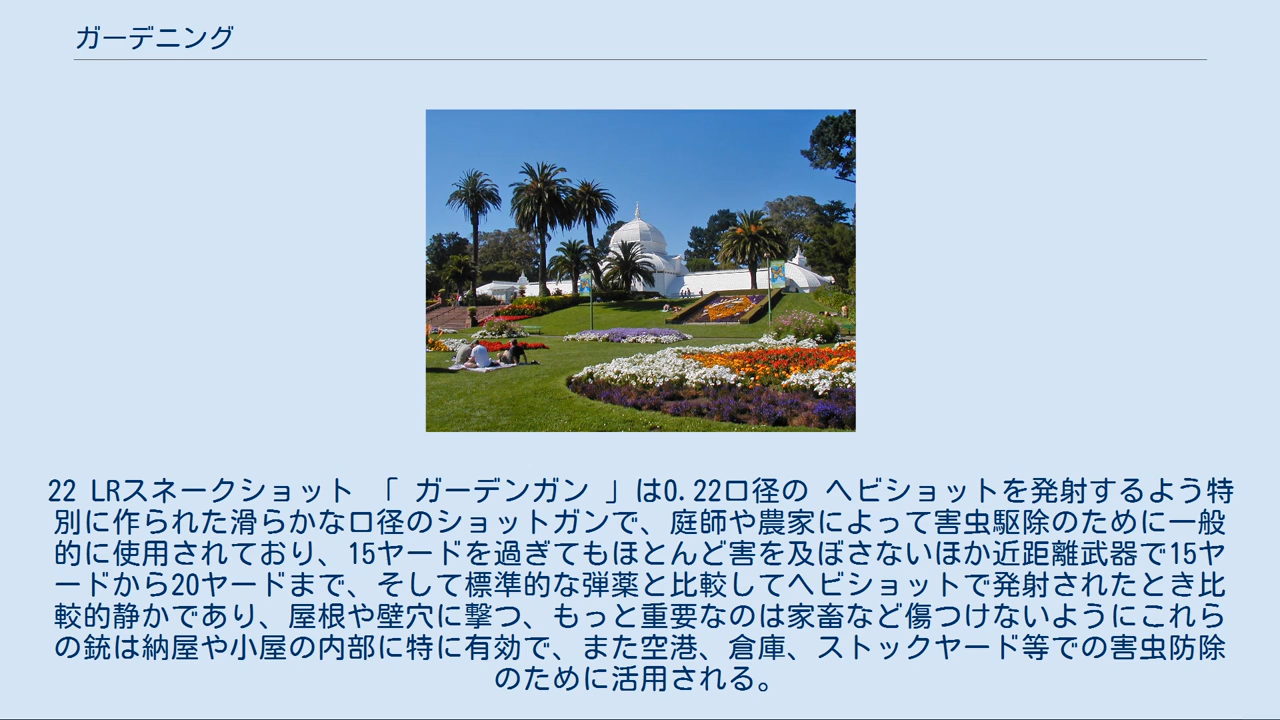 ガーデニング
22 LRスネークショット 「 ガーデンガン 」は0.22口径の ヘビショットを発射するよう特
別に作られた滑らかな口径のショットガンで、庭師や農家によって害虫駆除のために一般
的に使用されており、15ヤードを過ぎてもほとんど害を及ぼさないほか近距離武器で15ヤ
ードから20ヤードまで、そして標準的な弾薬と比較してヘビショットで発射されたとき比
較的静かであり、屋根や壁穴に撃つ、もっと重要なのは家畜など傷つけないようにこれら
の銃は納屋や小屋の内部に特に有効で、また空港、倉庫、ストックヤード等での害虫防除
のために活用される。